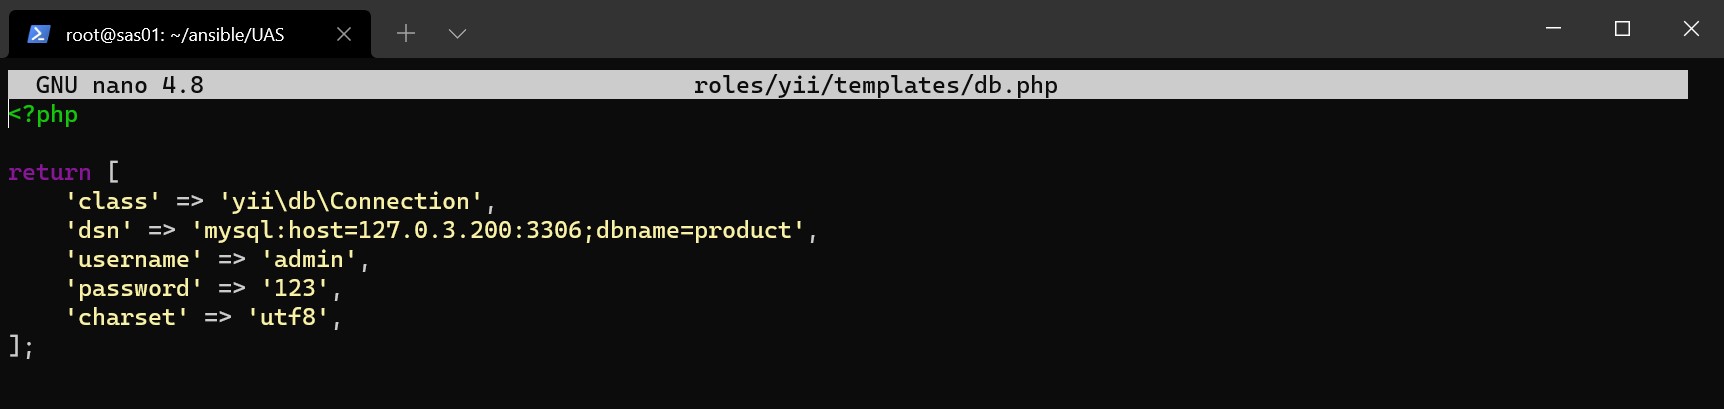 root@sas01: ~/ansible/UAS
GNU nano 4.8 roles/yii/templates/db.php
<?php
return [
    'class' => 'yii\db\Connection',
    'dsn' => 'mysql:host=127.0.3.200:3306;dbname=product',
    'username' => 'admin',
    'password' => '123',
    'charset' => 'utf8',
];